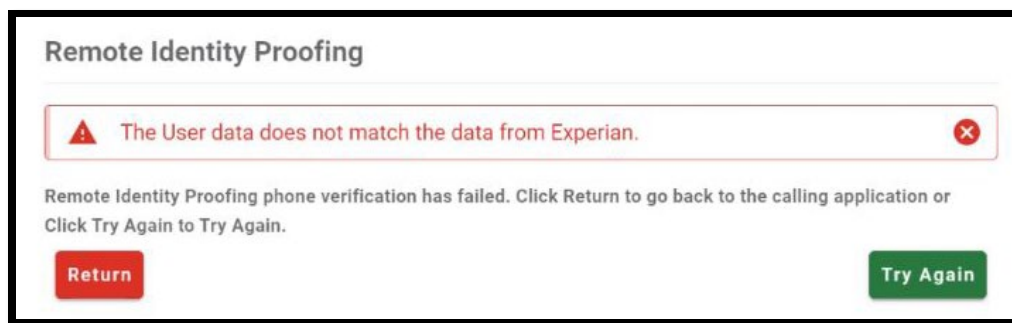 Remote Identity Proofing
The User data does not match the data from Experian.
Remote Identity Proofing phone verification has failed. Click Return to go back to the calling application or
Click Try Again to Try Again.
Return
Try Again